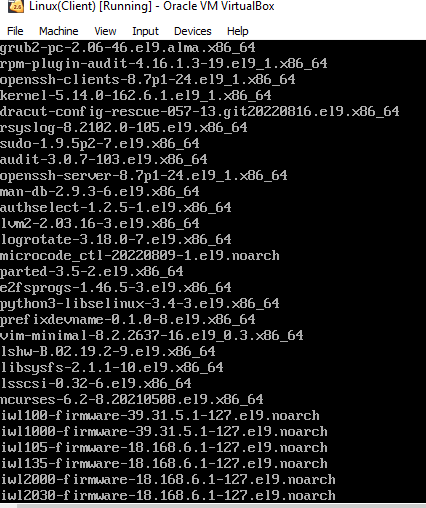 Linux(Client) [Running] - Oracle VM VirtualBox
File Machine View Input Devices Help
grub2-pc-2.06-46.el9.alma.x86_64
rpm-plugin-audit-4.16.1.3-19.el9_1.x86_64
openssh-clients-8.7p1-24.el9_1.x86_64
kernel-5.14.0-162.6.1.el9_1.x86_64
dracut-config-rescue-057-13.git20220816.el9.x86_64
rsyslog-8.2102.0-105.el9.x86_64
sudo-1.9.5p2-7.el9.x86_64
audit-3.0.7-103.el9.x86_64
openssh-server-8.7p1-24.el9_1.x86_64
man-db-2.9.3-6.el9.x86_64
authselect-1.2.5-1.el9.x86_64
lvm2-2.03.16-3.el9.x86_64
logrotate-3.18.0-7.el9.x86_64
microcode_ctl-20220809-1.el9.noarch
parted-3.5-2.el9.x86_64
e2fsprogs-1.46.5-3.el9.x86_64
python3-libselinux-3.4-3.el9.x86_64
prefixdevname-0.1.0-8.el9.x86_64
vim-minimal-8.2.2637-16.el9_0.3.x86_64
lshw-B.02.19.2-9.el9.x86_64
libsysfs-2.1.1-10.el9.x86_64
lsscsi-0.32-6.el9.x86_64
ncurses-6.2-8.20210508.el9.x86_64
iwl100-firmware-39.31.5.1-127.el9.noarch
iwl1000-firmware-39.31.5.1-127.el9.noarch
iwl105-firmware-18.168.6.1-127.el9.noarch
iwl135-firmware-18.168.6.1-127.el9.noarch
iwl2000-firmware-18.168.6.1-127.el9.noarch
iwl2030-firmware-18.168.6.1-127.el9.noarch